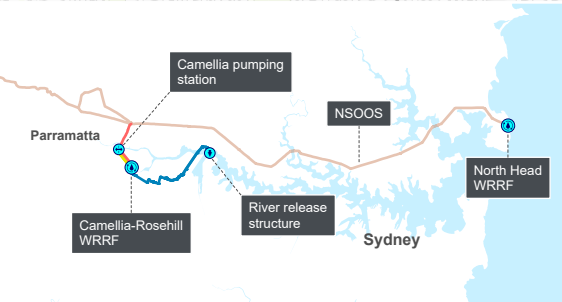 Camellia pumping
station
NSOOS
Parramatta
North Head
WRRF
River release
structure
Camellia-Rosehill
WRRF
Sydney